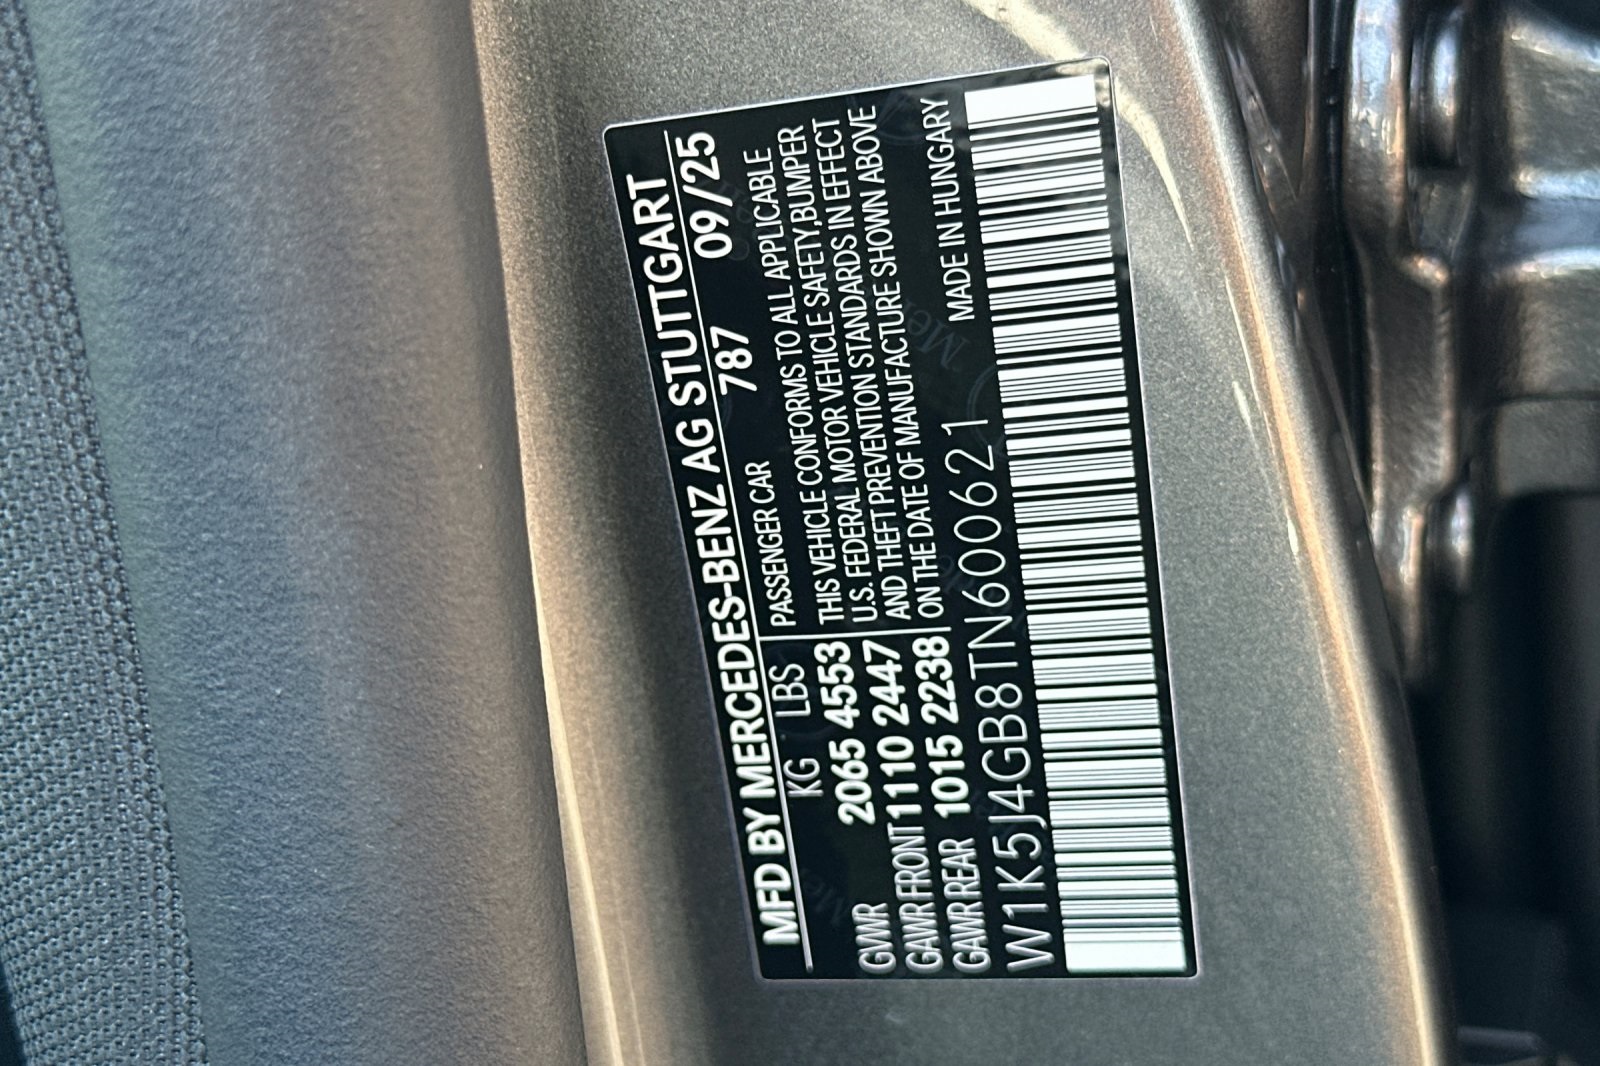 MFD BY MERCEDES-BENZ AG STUTTGART
KG LBS 787 09/25
GVWR 2065 4553 PASSENGER CAR
GAWR FRONT 1110 2447
GAWR REAR 1015 2238
THIS VEHICLE CONFORMS TO ALL APPLICABLE
U.S. FEDERAL MOTOR VEHICLE SAFETY, BUMPER
AND THEFT PREVENTION STANDARDS IN EFFECT
ON THE DATE OF MANUFACTURE SHOWN ABOVE
W1K5J4GB8TN600621 MADE IN HUNGARY